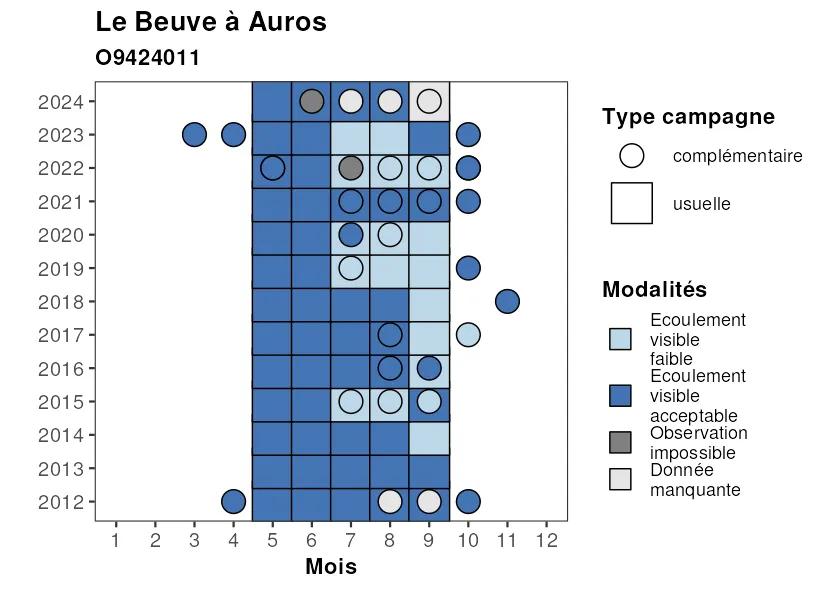 Le Beuve à Auros
O9424011
2024
2023
2022
2021
2020
2019
2018
2017
2016
2015
2014
2013
2012
1 2 3 4 5 6 7 8 9 10 11 12
Mois
Type campagne
complémentaire
usuelle
Modalités
Ecoulement
visible
faible
Ecoulement
visible
acceptable
Observation
impossible
Donnée
manquante